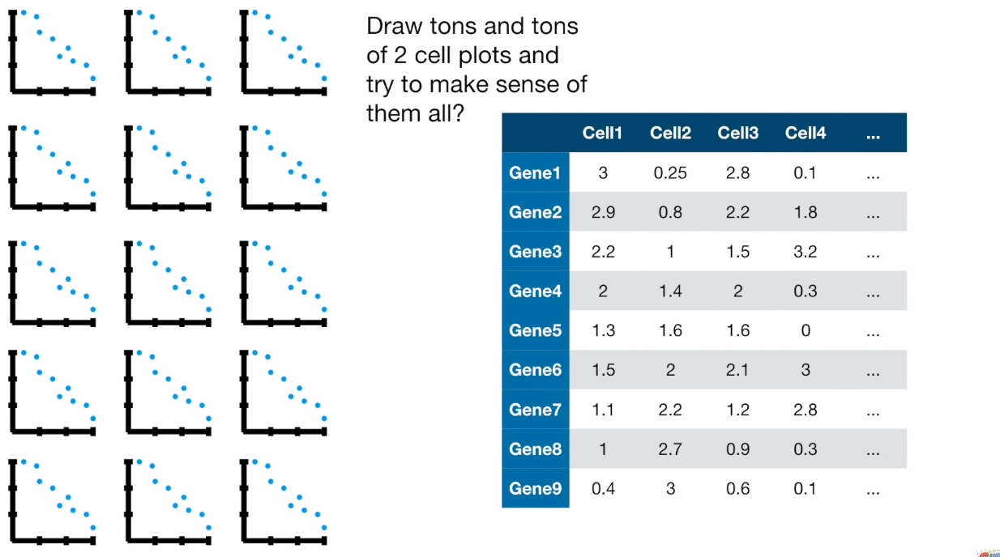 Draw tons and tons
of 2 cell plots and
try to make sense of
them all?
Cell1 Cell2 Cell3 Cell4 ...
Gene1 3 0.25 2.8 0.1 ...
Gene2 2.9 0.8 2.2 1.8 ...
Gene3 2.2 1 1.5 3.2 ...
Gene4 2 1.4 2 0.3 ...
Gene5 1.3 1.6 1.6 0 ...
Gene6 1.5 2 2.1 3 ...
Gene7 1.1 2.2 1.2 2.8 ...
Gene8 1 2.7 0.9 0.3 ...
Gene9 0.4 3 0.6 0.1 ...